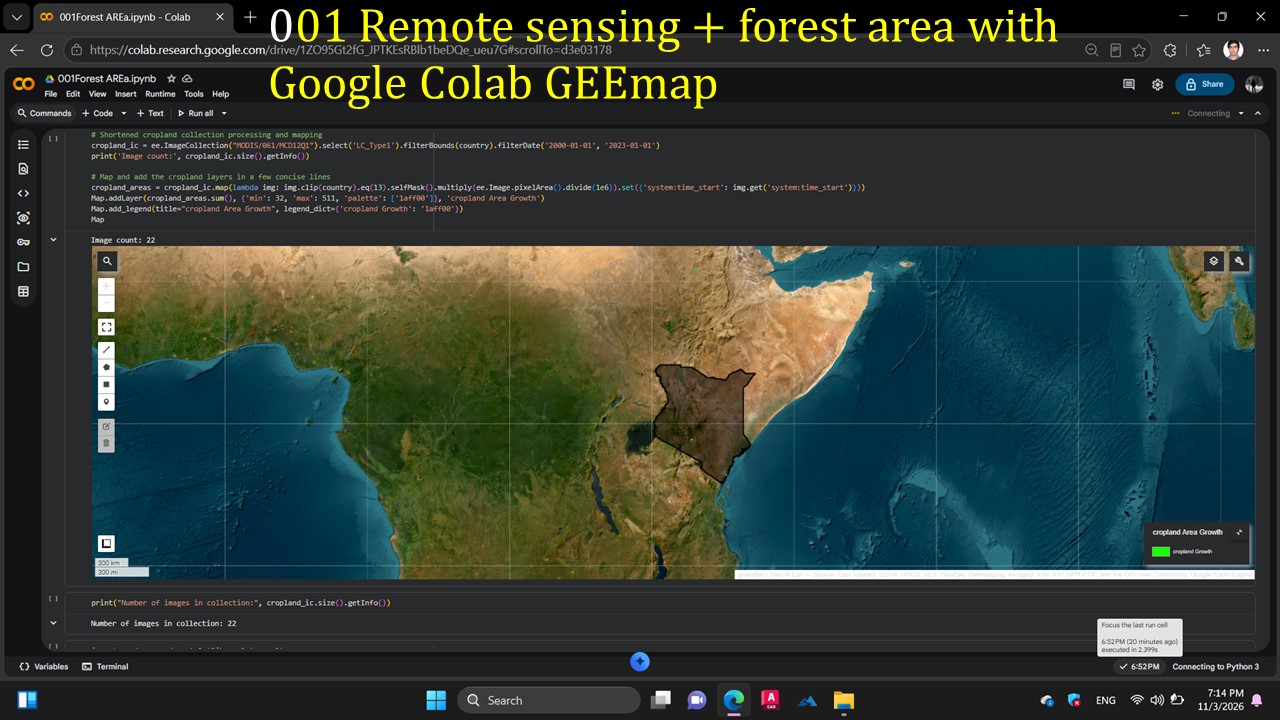 001Forest AREa.ipynb - Colab
001 Remote sensing + forest area with
Google Colab GEEmap
https://colab.research.google.com/drive/1ZO95Gt2fG_JPTKEsRBlb1beDQe_ueu7G#scrollTo=d3e03178
001Forest AREa.ipynb
File Edit View Insert Runtime Tools Help
Share
Commands + Code + Text Run all
Connecting
[ ]
# Shortened cropland collection processing and mapping
cropland_ic = ee.ImageCollection("MODIS/061/MCD12Q1").select('LC_Type1').filterBounds(country).filterDate('2000-01-01', '2023-01-01')
print('Image count:', cropland_ic.size().getInfo())
# Map and add the cropland layers in a few concise lines
cropland_areas = cropland_ic.map(lambda img: img.clip(country).eq(13).selfMask().multiply(ee.Image.pixelArea().divide(1e6)).set(('system:time_start': img.get('system:time_start'))))
Map.addLayer(cropland_areas.sum(), {'min': 32, 'max': 511, 'palette': ['1aff00']}, 'cropland Area Growth')
Map.add_legend(title="cropland Area Growth", legend_dict={'cropland Growth': '1aff00'})
Map
Image count: 22
cropland Area Growth
cropland Growth
300 km
300 mi
[ ]
print("Number of images in collection:", cropland_ic.size().getInfo())
Number of images in collection: 22
[ ]
Focus the last run cell
6:52 PM (20 minutes ago)
executed in 2.399s
Variables Terminal
6:52 PM Connecting to Python 3
Search
ENG
7:14 PM
11/3/2026